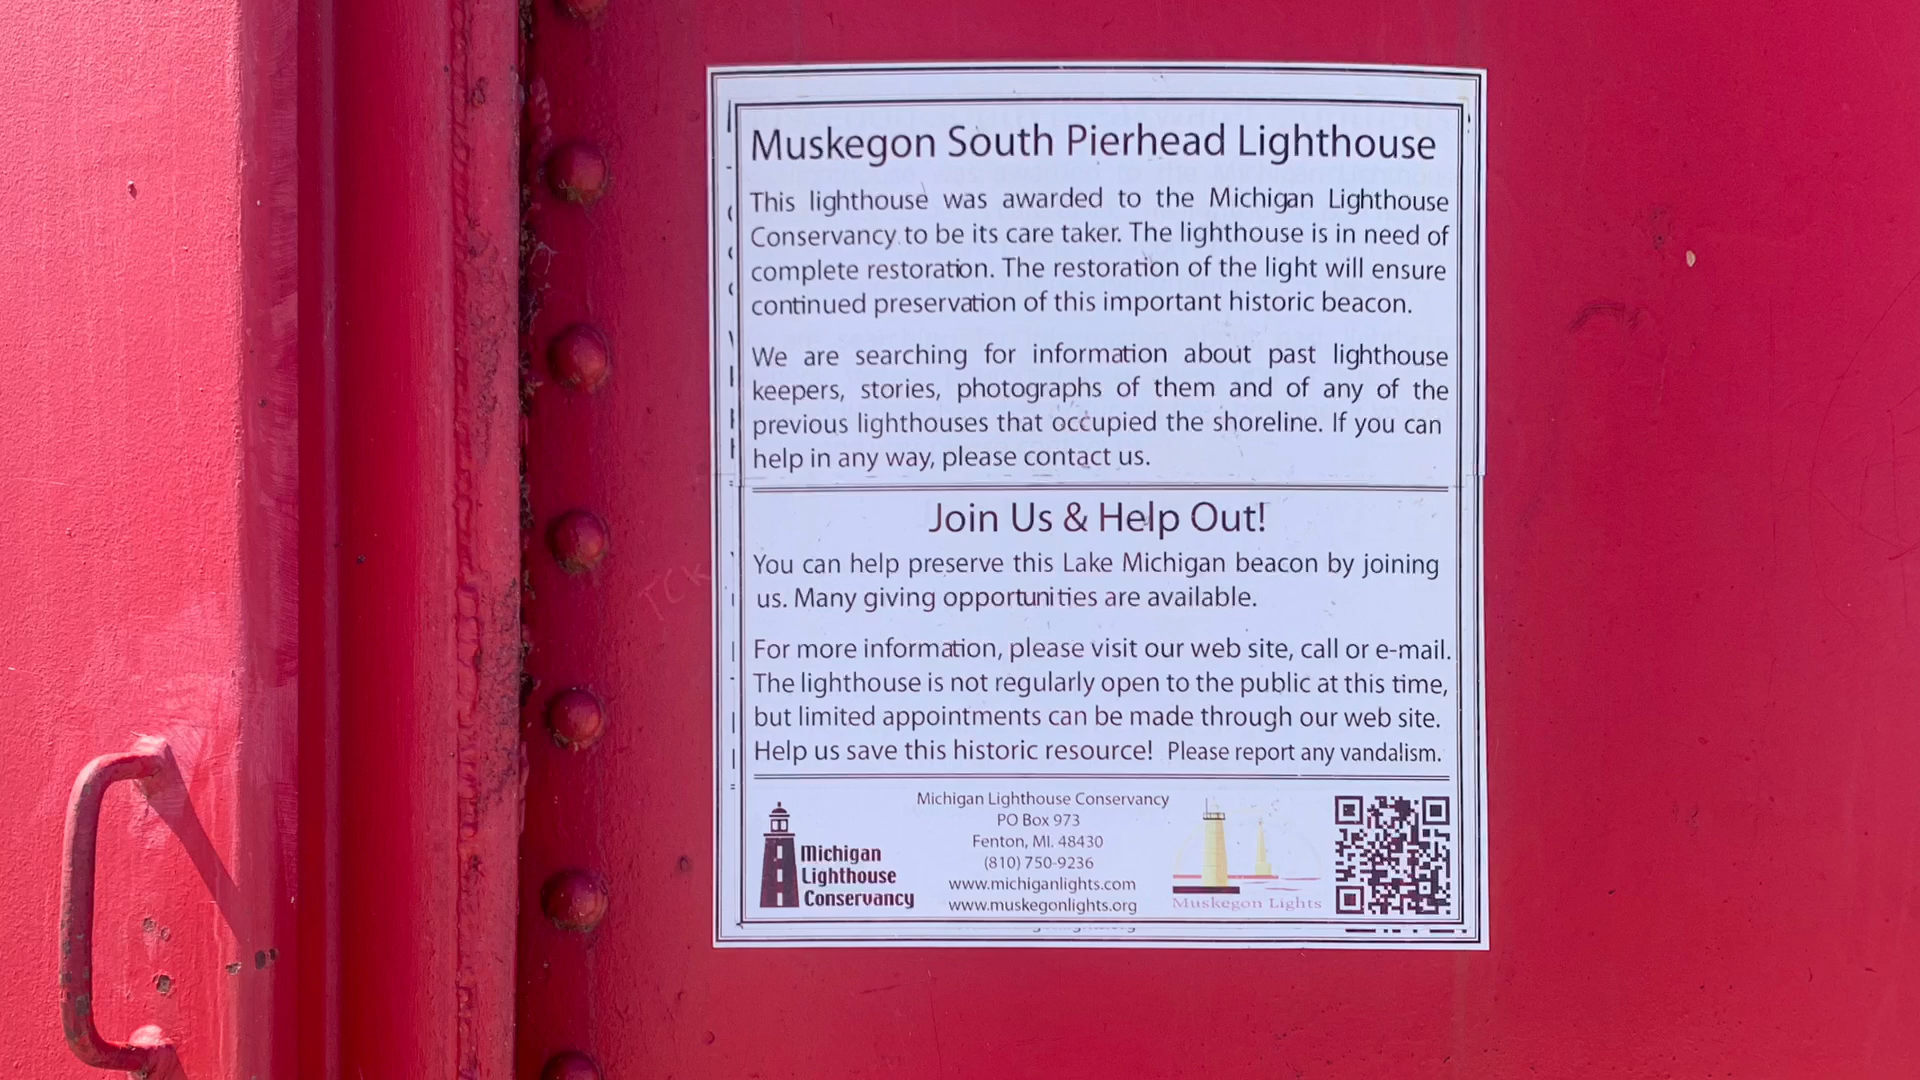 Muskegon South Pierhead Lighthouse
This lighthouse was awarded to the Michigan Lighthouse
Conservancy to be its care taker. The lighthouse is in need of
complete restoration. The restoration of the light will ensure
continued preservation of this important historic beacon.
We are searching for information about past lighthouse
keepers, stories, photographs of them and of any of the
previous lighthouses that occupied the shoreline. If you can
help in any way, please contact us.
Join Us & Help Out!
You can help preserve this Lake Michigan beacon by joining
us. Many giving opportunities are available.
For more information, please visit our web site, call or e-mail.
The lighthouse is not regularly open to the public at this time,
but limited appointments can be made through our web site.
Help us save this historic resource! Please report any vandalism.
Michigan
Lighthouse
Conservancy
Michigan Lighthouse Conservancy
PO Box 973
Fenton, MI. 48430
(810) 750-9236
www.michiganlights.com
www.muskegonlights.org
Muskegon Lights
TCK